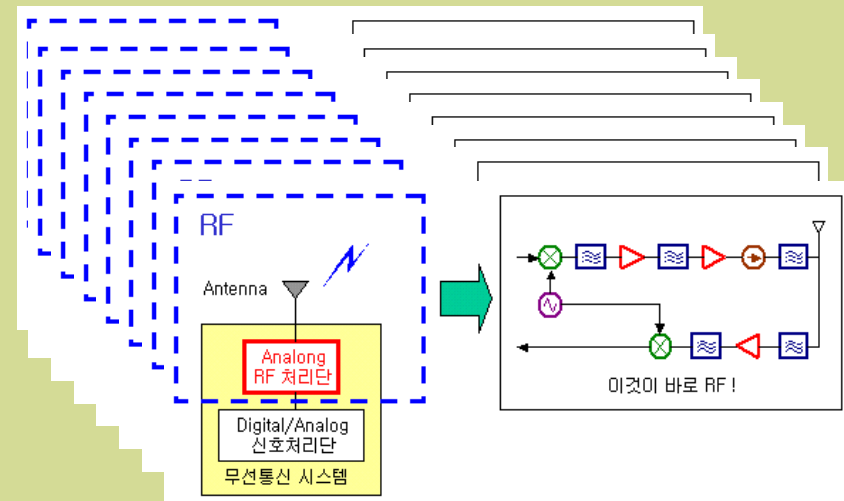 RF
Antenna
Analong
RF 처리단
Digital/Analog
신호처리단
무선통신 시스템
이것이 바로 RF !